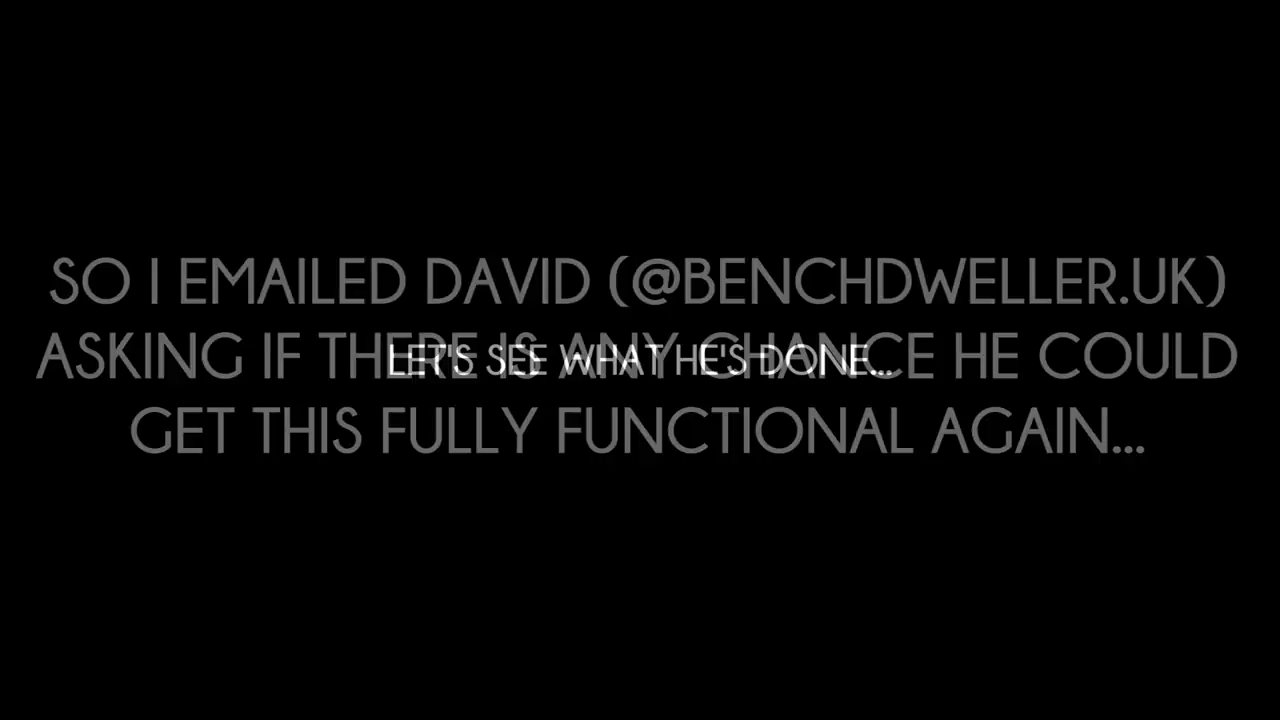 SO I EMAILED DAVID (@BENCHDWELLER.UK)
ASKING IF THERE IS ANY CHANCE HE COULD
GET THIS FULLY FUNCTIONAL AGAIN...
LET'S SEE WHAT HE'S DONE...